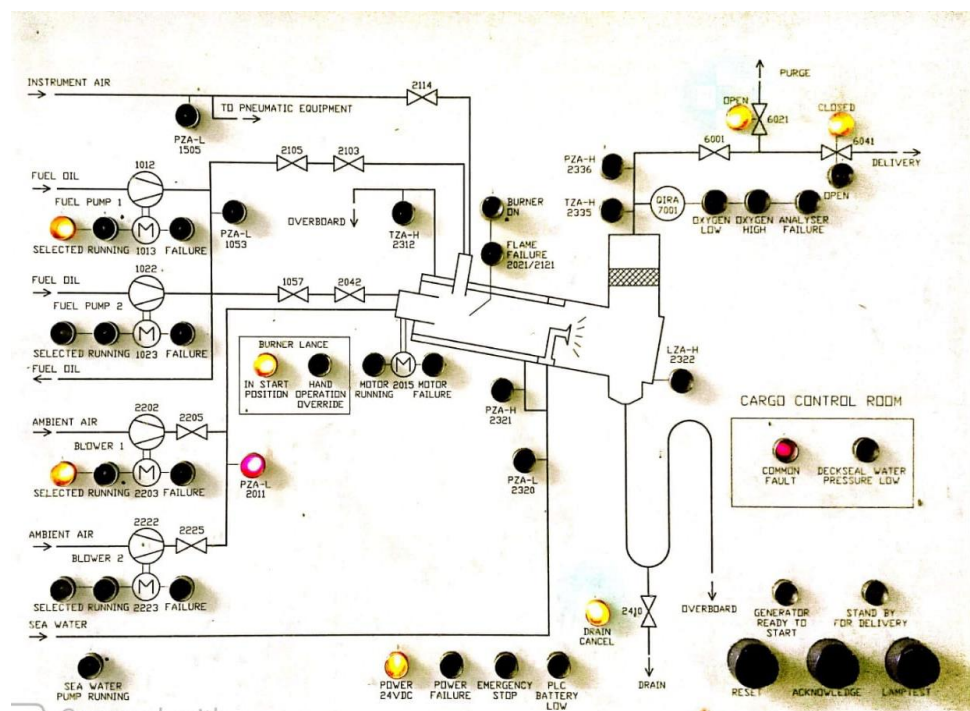 PURGE
INSTRUMENT AIR
2114
OPEN
CLOSED
TO PNEUMATIC EQUIPMENT
6021
PZA-L
1505
6001
6041
2105
2103
PZA-H
2336
DELIVERY
FUEL OIL
1012
FUEL PUMP 1
OVERBOARD
BURNER
ON
TZA-H
2335
QIRA
7001
OXYGEN
LOW
OXYGEN
HIGH
ANALYSER
FAILURE
OPEN
PZA-L
1053
TZA-H
2312
SELECTED
RUNNING
M
1013
FAILURE
FLAME
FAILURE
2021/2121
FUEL OIL
1022
1057
2042
FUEL PUMP 2
SELECTED
RUNNING
M
1023
FAILURE
BURNER LANCE
IN START
POSITION
HAND
OPERATION
OVERRIDE
MOTOR
RUNNING
M
2015
MOTOR
FAILURE
LZA-H
2322
FUEL OIL
PZA-H
2321
CARGO CONTROL ROOM
AMBIENT AIR
2202
2205
BLOWER 1
COMMON
FAULT
DECKSEAL WATER
PRESSURE LOW
SELECTED
RUNNING
M
2203
FAILURE
PZA-L
2011
PZA-L
2320
AMBIENT AIR
2222
2225
BLOWER 2
SELECTED
RUNNING
M
2223
FAILURE
2410
OVERBOARD
GENERATOR
READY TO
START
STAND BY
FOR DELIVERY
SEA WATER
DRAIN
CANCEL
SEA WATER
PUMP RUNNING
POWER
24VDC
POWER
FAILURE
EMERGENCY
STOP
PLC
BATTERY
LOW
DRAIN
RESET
ACKNOWLEDGE
LAMPTEST